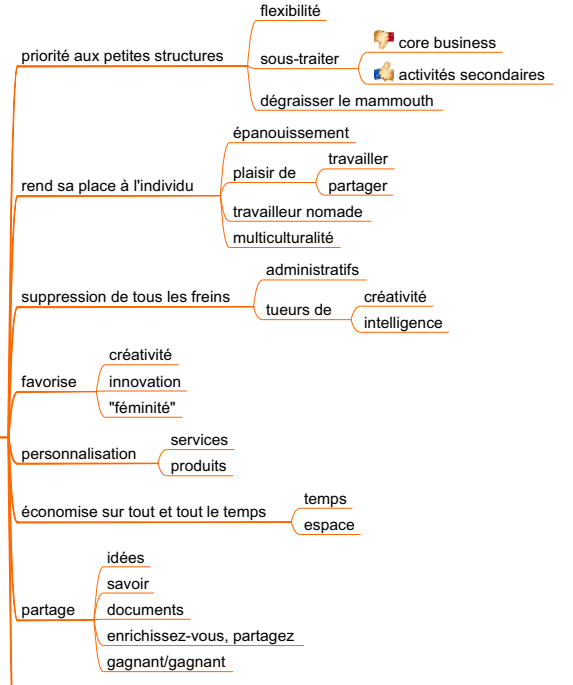 priorité aux petites structures
flexibilité
sous-traiter
core business
activités secondaires
dégraisser le mammouth
rend sa place à l'individu
épanouissement
plaisir de
travailler
partager
travailleur nomade
multiculturalité
suppression de tous les freins
administratifs
tueurs de
créativité
intelligence
favorise
créativité
innovation
"féminité"
personnalisation
services
produits
économise sur tout et tout le temps
temps
espace
partage
idées
savoir
documents
enrichissez-vous, partagez
gagnant/gagnant